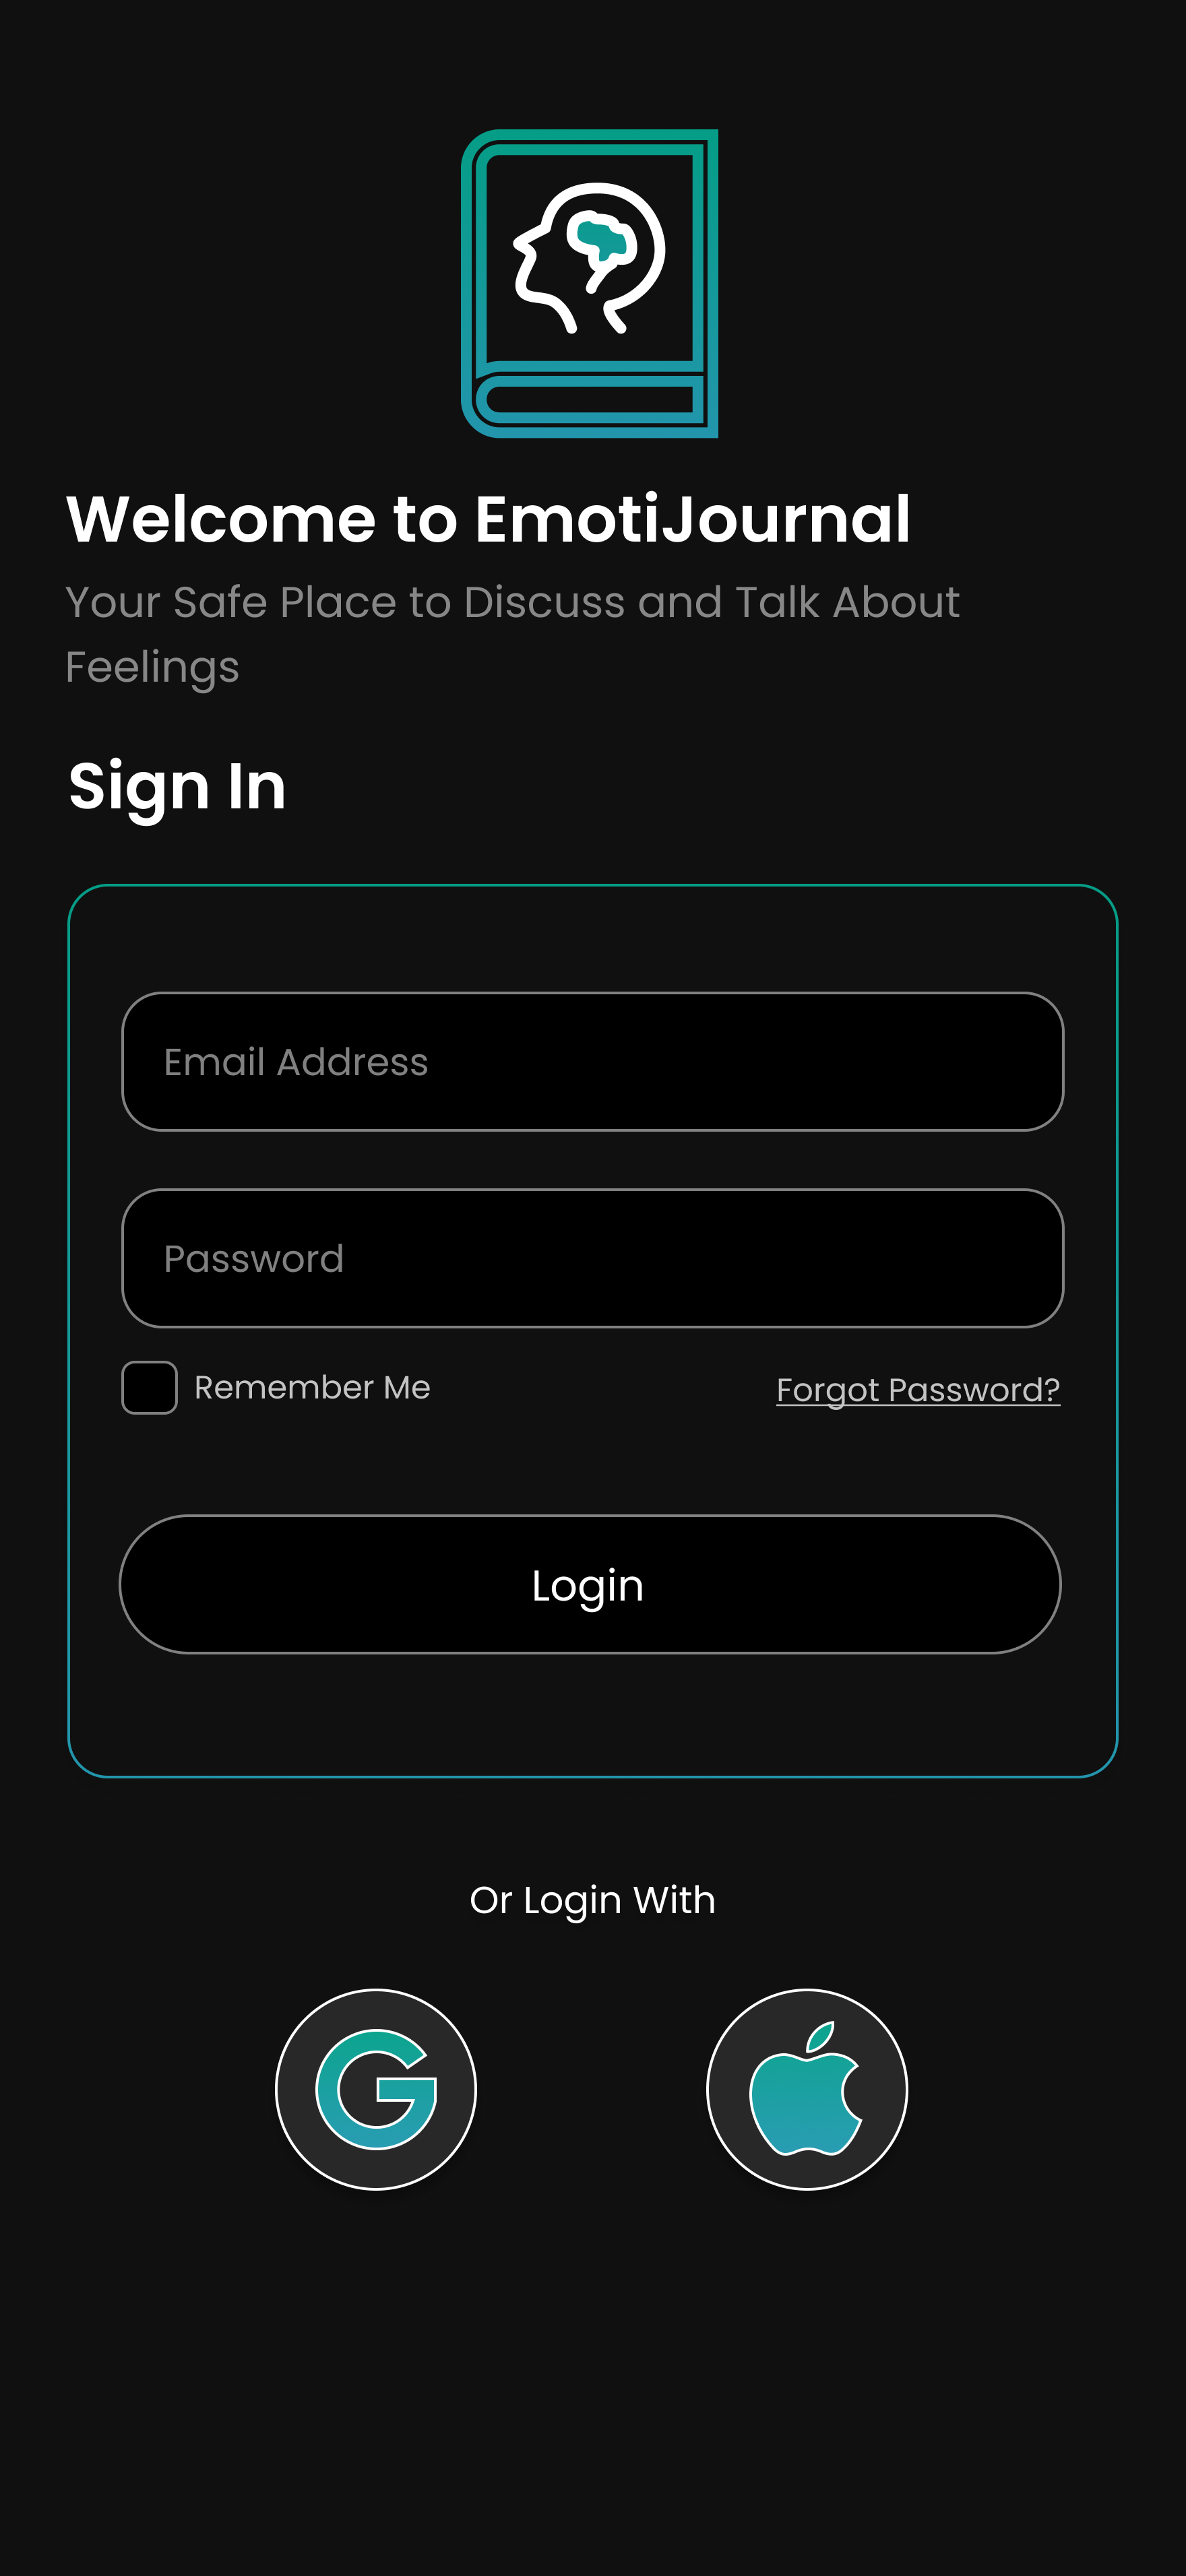 Welcome to EmotiJournal
Your Safe Place to Discuss and Talk About
Feelings
Sign In
Email Address
Password
Remember Me
Forgot Password?
Login
Or Login With